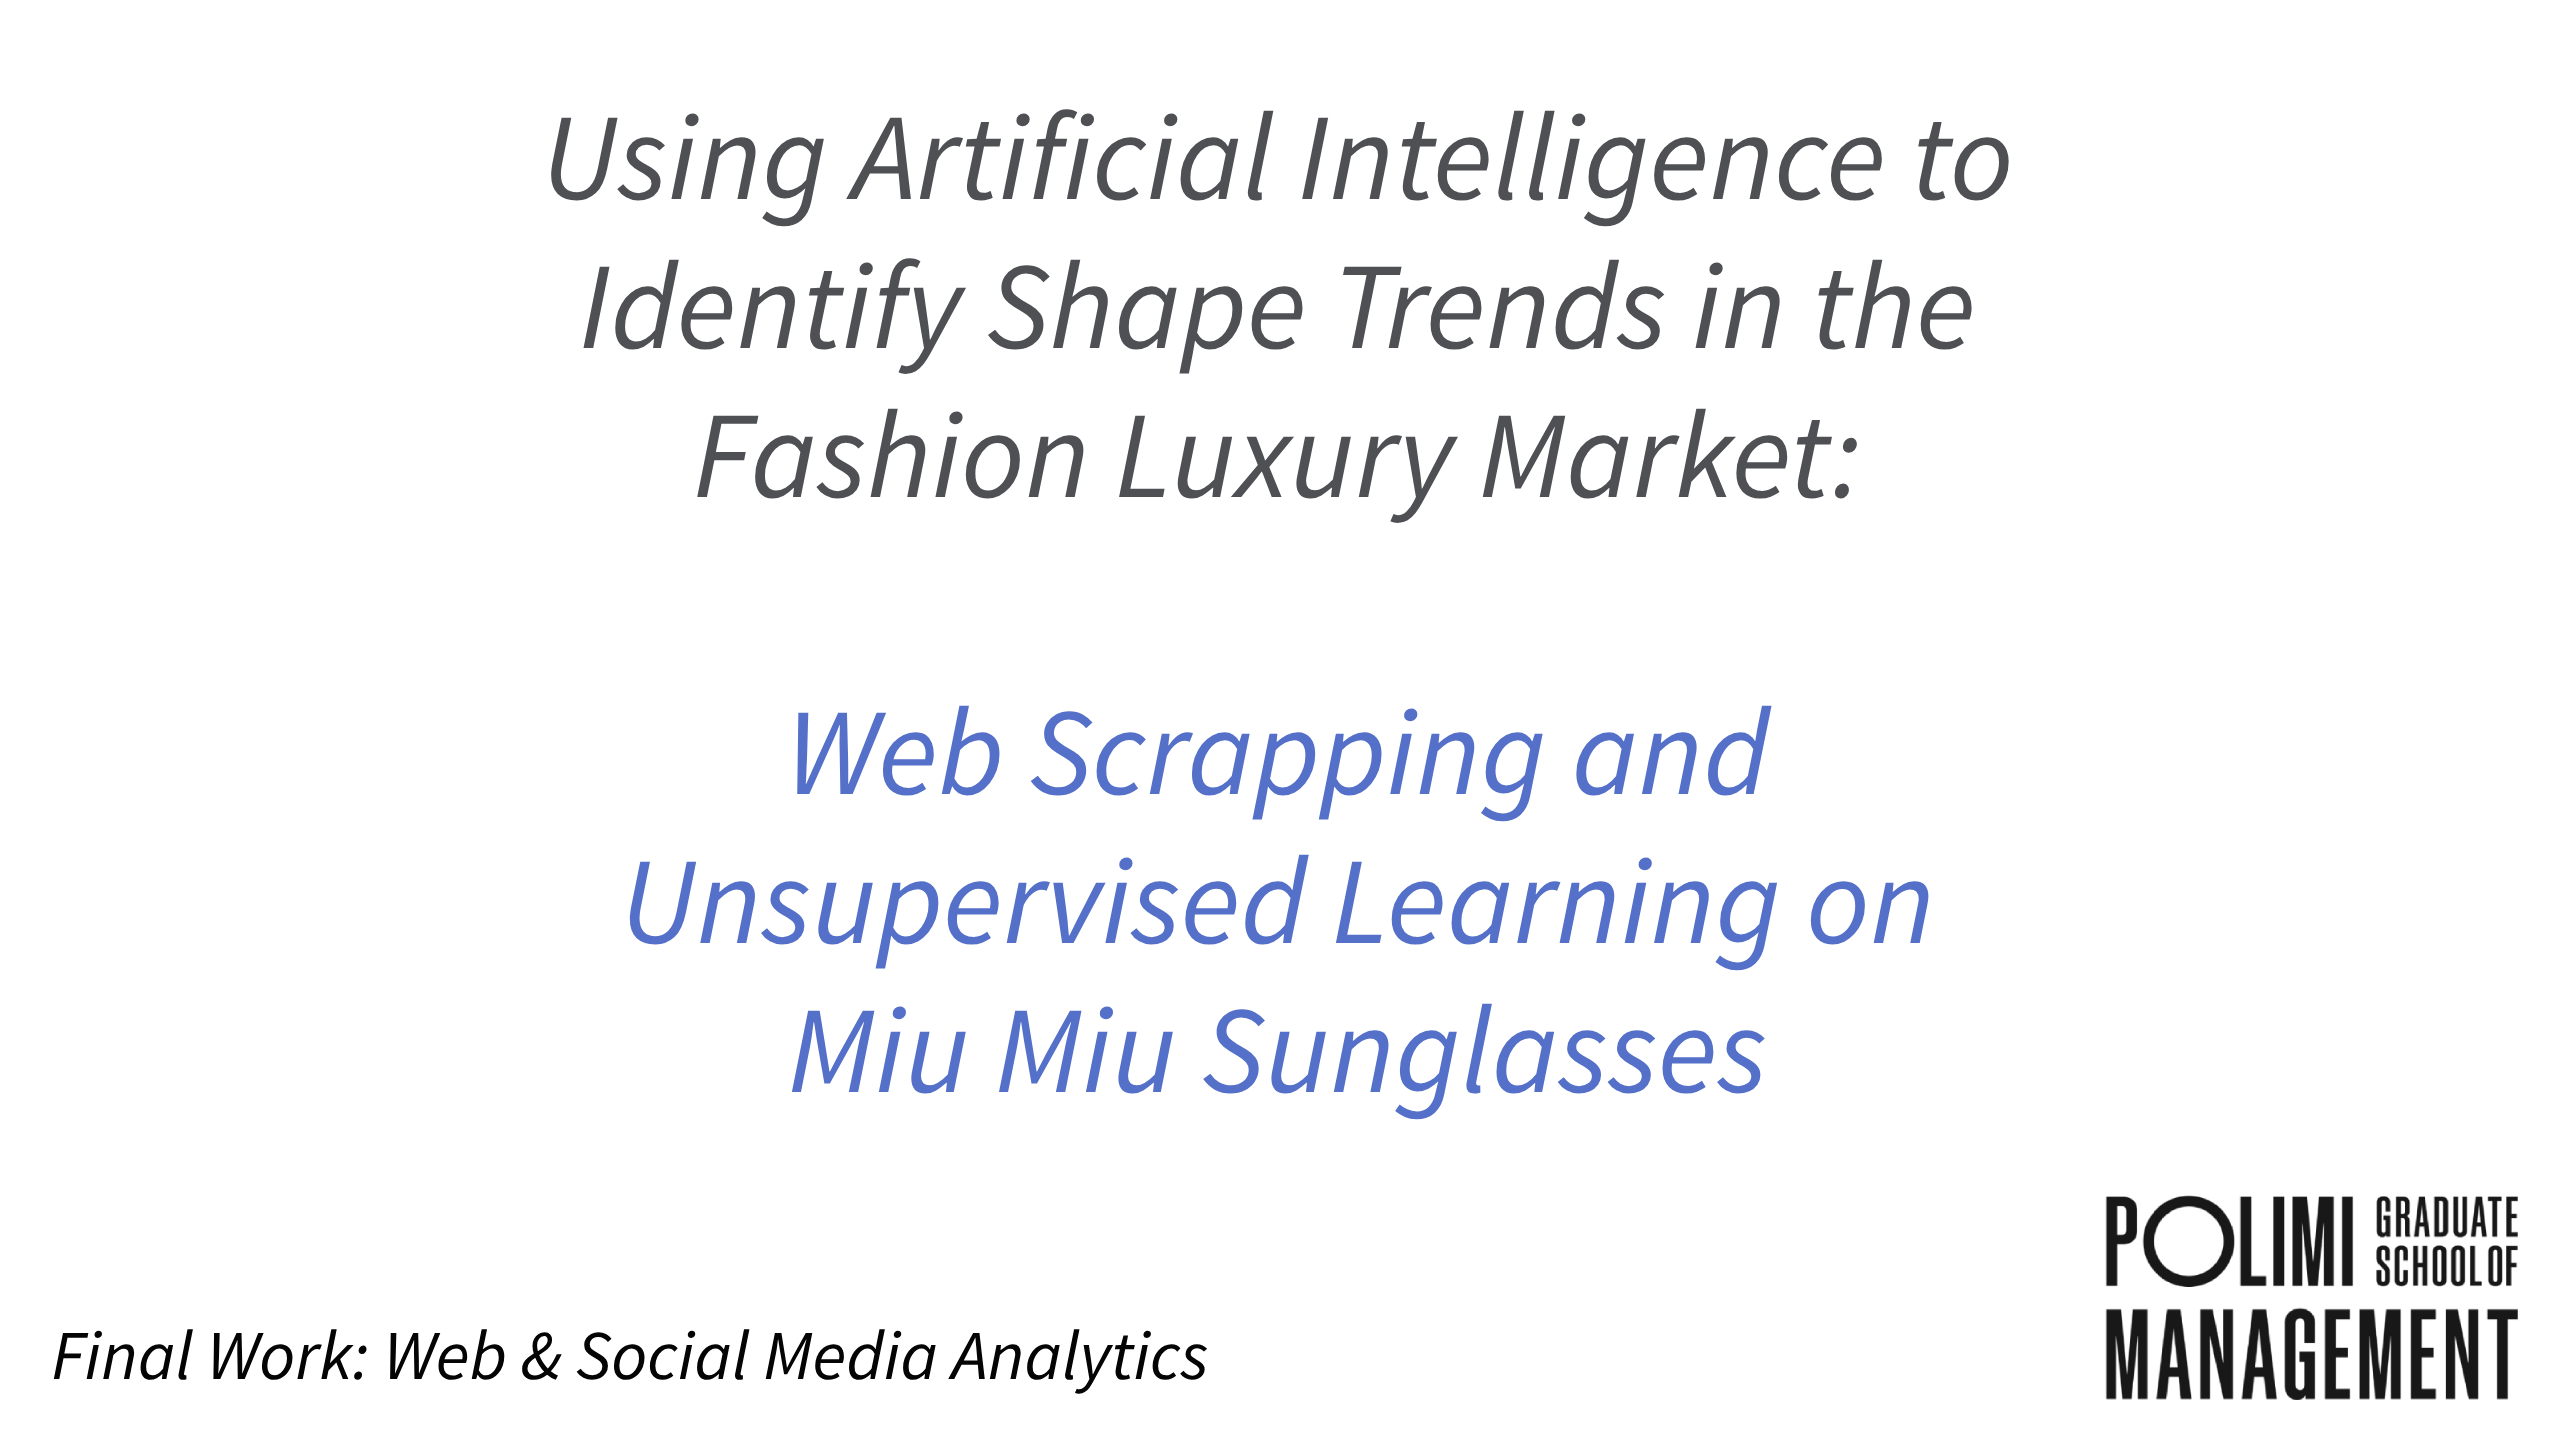 Using Artificial Intelligence to
Identify Shape Trends in the
Fashion Luxury Market:
Web Scrapping and
Unsupervised Learning on
Miu Miu Sunglasses
Final Work: Web & Social Media Analytics
POLIMI GRADUATE
SCHOOL OF
MANAGEMENT